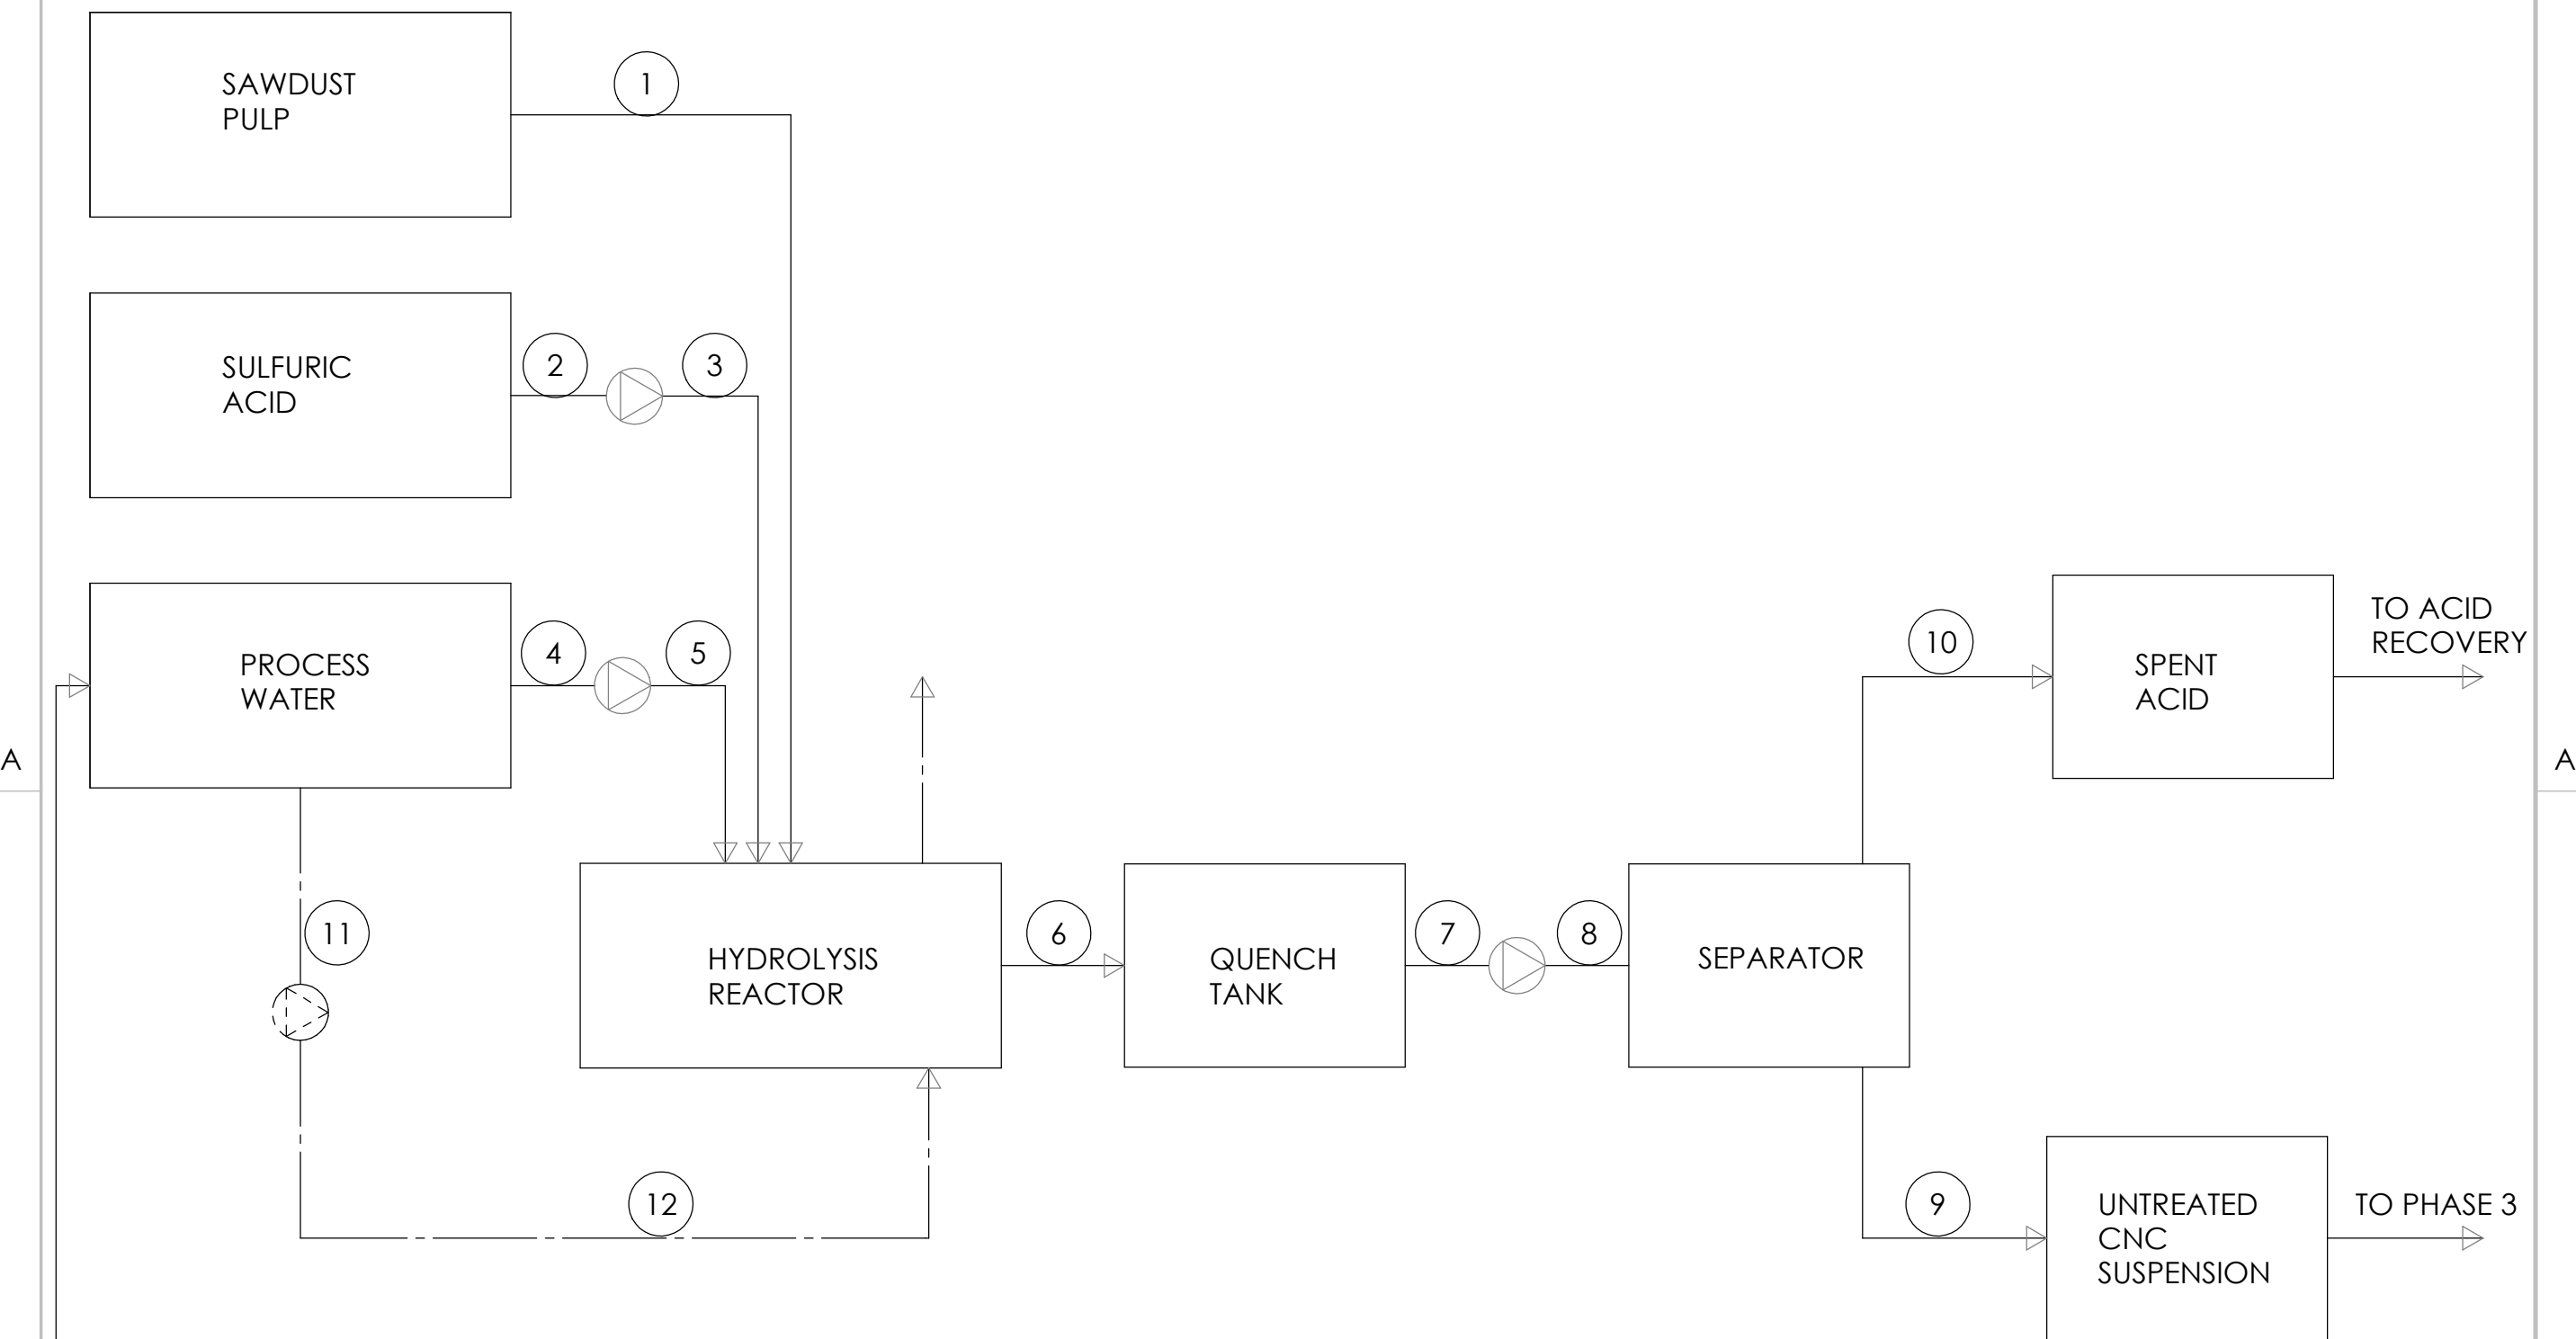 SAWDUST
PULP
1
SULFURIC
ACID
2
3
PROCESS
WATER
4
5
10
SPENT
ACID
TO ACID
RECOVERY
A
A
11
HYDROLYSIS
REACTOR
6
QUENCH
TANK
7
8
SEPARATOR
12
9
UNTREATED
CNC
SUSPENSION
TO PHASE 3